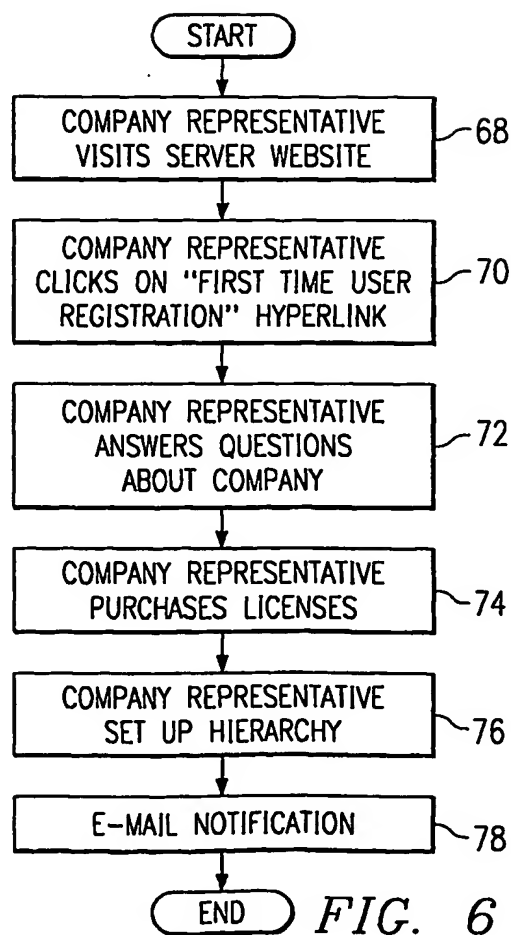 START
COMPANY REPRESENTATIVE
VISITS SERVER WEBSITE
68
COMPANY REPRESENTATIVE
CLICKS ON "FIRST TIME USER
REGISTRATION" HYPERLINK
70
COMPANY REPRESENTATIVE
ANSWERS QUESTIONS
ABOUT COMPANY
72
COMPANY REPRESENTATIVE
PURCHASES LICENSES
74
COMPANY REPRESENTATIVE
SET UP HIERARCHY
76
E-MAIL NOTIFICATION
78
END
FIG. 6